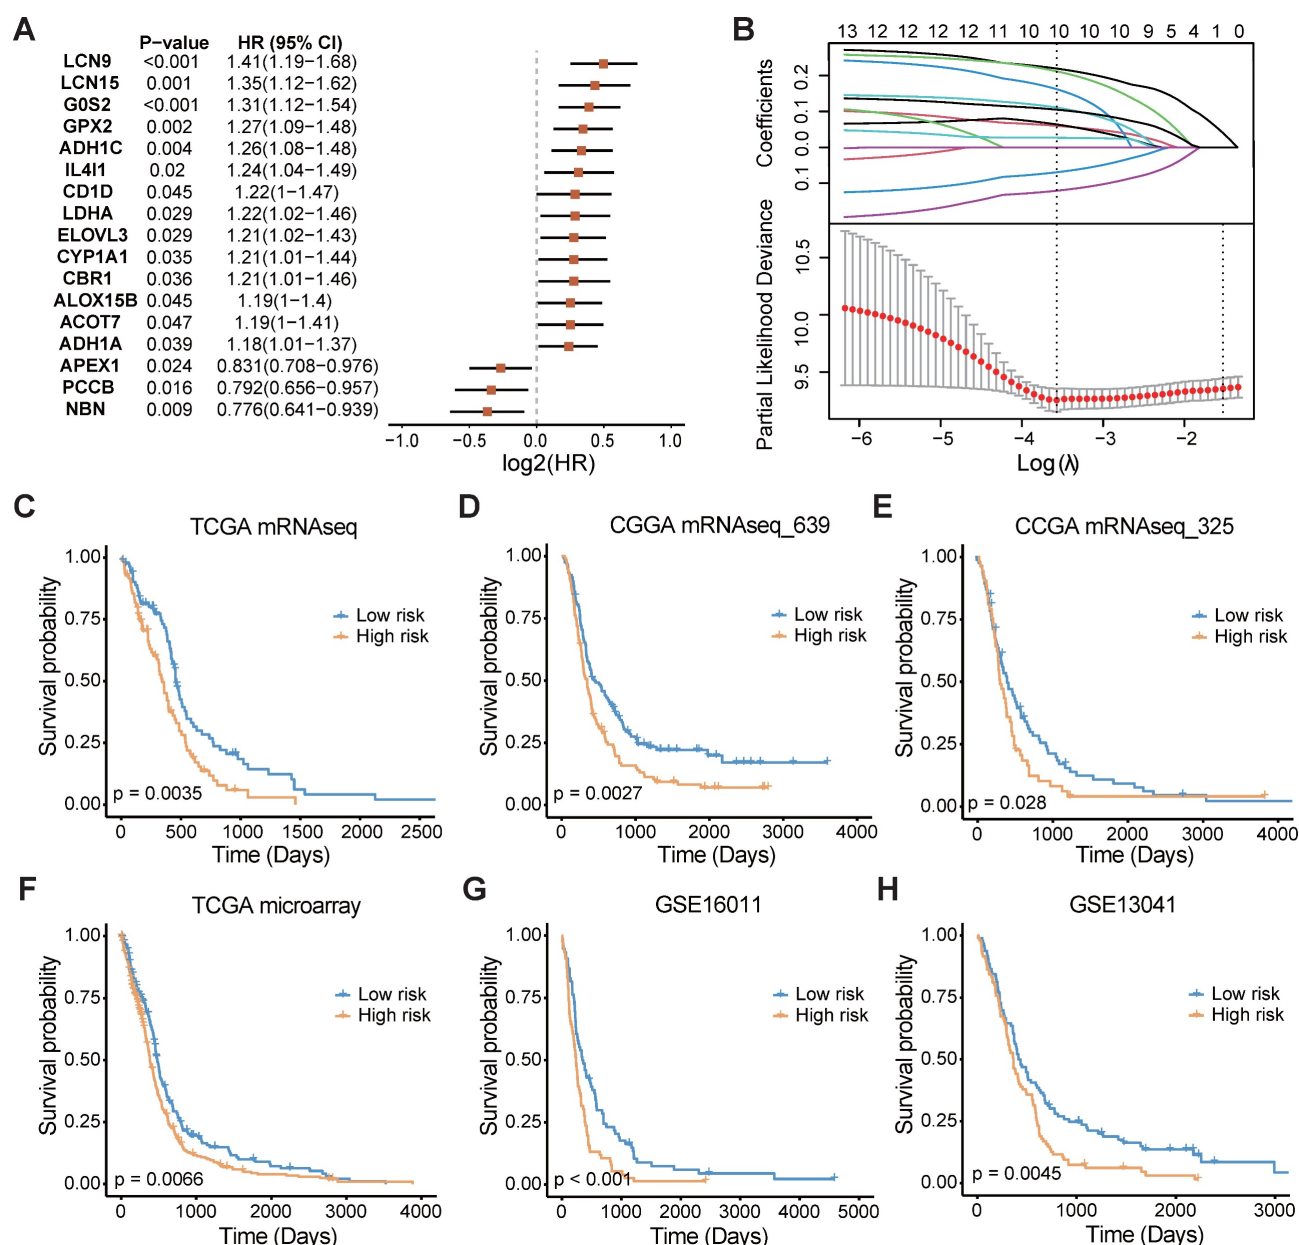 A
P-value HR (95% CI)
LCN9 <0.001 1.41(1.19−1.68)
LCN15 0.001 1.35(1.12−1.62)
G0S2 <0.001 1.31(1.12−1.54)
GPX2 0.002 1.27(1.09−1.48)
ADH1C 0.004 1.26(1.08−1.48)
IL4I1 0.02 1.24(1.04−1.49)
CD1D 0.045 1.22(1−1.47)
LDHA 0.029 1.22(1.02−1.46)
ELOVL3 0.029 1.21(1.02−1.43)
CYP1A1 0.035 1.21(1.01−1.44)
CBR1 0.036 1.21(1.01−1.46)
ALOX15B 0.045 1.19(1−1.4)
ACOT7 0.047 1.19(1−1.41)
ADH1A 0.039 1.18(1.01−1.37)
APEX1 0.024 0.831(0.708−0.976)
PCCB 0.016 0.792(0.656−0.957)
NBN 0.009 0.776(0.641−0.939)
−1.0 −0.5 0.0 0.5 1.0
log2(HR)
B
13 12 12 12 12 11 10 10 10 10 9 5 4 1 0
Coefficients
0.2
0.1
0.0
0.1
Partial Likelihood Deviance
10.5
10.0
9.5
−6 −5 −4 −3 −2
Log(λ)
C
TCGA mRNAseq
Survival probability
1.00
0.75
0.50
0.25
0.00
Low risk
High risk
p = 0.0035
0 500 1000 1500 2000 2500
Time (Days)
D
CGGA mRNAseq_639
Survival probability
1.00
0.75
0.50
0.25
0.00
Low risk
High risk
p = 0.0027
0 1000 2000 3000 4000
Time (Days)
E
CCGA mRNAseq_325
Survival probability
1.00
0.75
0.50
0.25
0.00
Low risk
High risk
p = 0.028
0 1000 2000 3000 4000
Time (Days)
F
TCGA microarray
Survival probability
1.00
0.75
0.50
0.25
0.00
Low risk
High risk
p = 0.0066
0 1000 2000 3000 4000
Time (Days)
G
GSE16011
Survival probability
1.00
0.75
0.50
0.25
0.00
Low risk
High risk
p < 0.001
0 1000 2000 3000 4000 5000
Time (Days)
H
GSE13041
Survival probability
1.00
0.75
0.50
0.25
0.00
Low risk
High risk
p = 0.0045
0 1000 2000 3000
Time (Days)